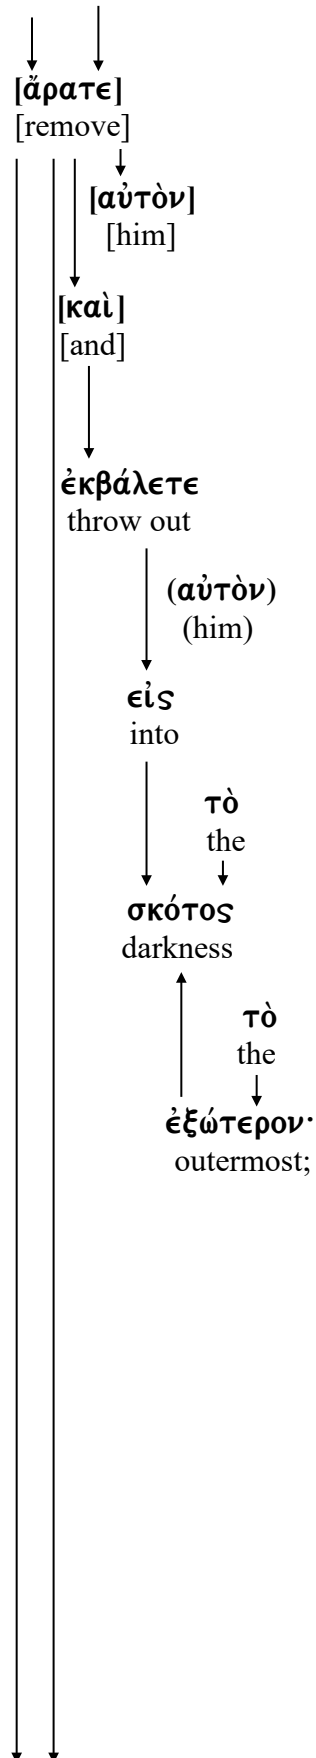 [ἄρατε]
[remove]
[αὐτὸν]
[him]
[καὶ]
[and]
ἐκβάλετε
throw out
(αὐτὸν)
(him)
εἰς
into
τὸ
the
σκότος
darkness
τὸ
the
ἐξώτερον·
outermost;